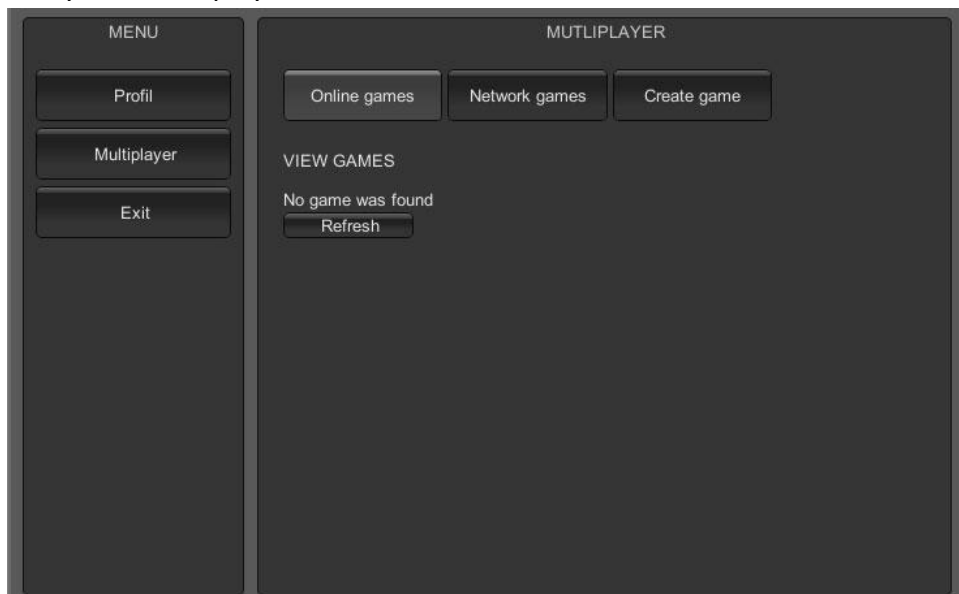 MENU
Profil
Multiplayer
Exit
MUTLIPLAYER
Online games
Network games
Create game
VIEW GAMES
No game was found
Refresh